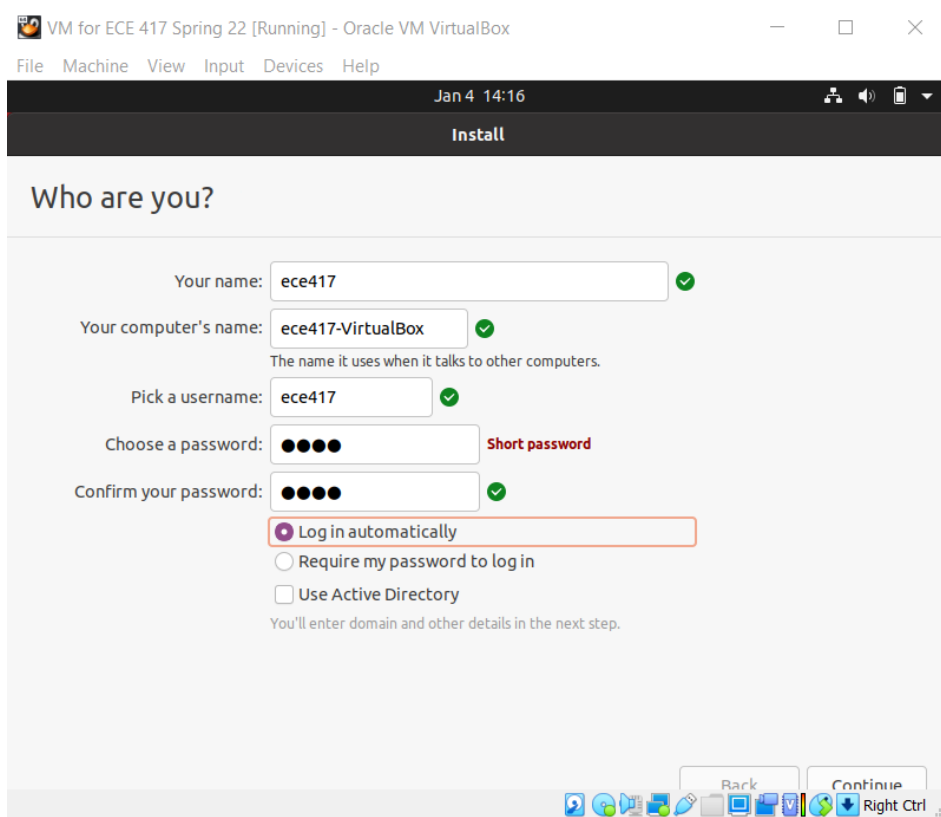 VM for ECE 417 Spring 22 [Running] - Oracle VM VirtualBox
File Machine View Input Devices Help
Jan 4 14:16
Install
Who are you?
Your name: ece417
Your computer's name: ece417-VirtualBox
The name it uses when it talks to other computers.
Pick a username: ece417
Choose a password: ●●●● Short password
Confirm your password: ●●●●
Log in automatically
Require my password to log in
Use Active Directory
You'll enter domain and other details in the next step.
Back Continue
Right Ctrl